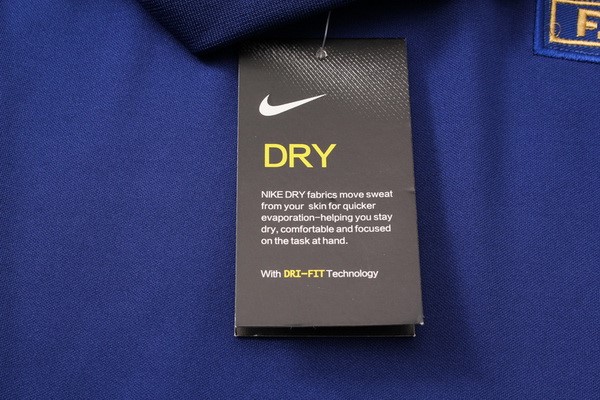 DRY
NIKE DRY fabrics move sweat
from your skin for quicker
evaporation–helping you stay
dry, comfortable and focused
on the task at hand.
With DRI–FIT Technology